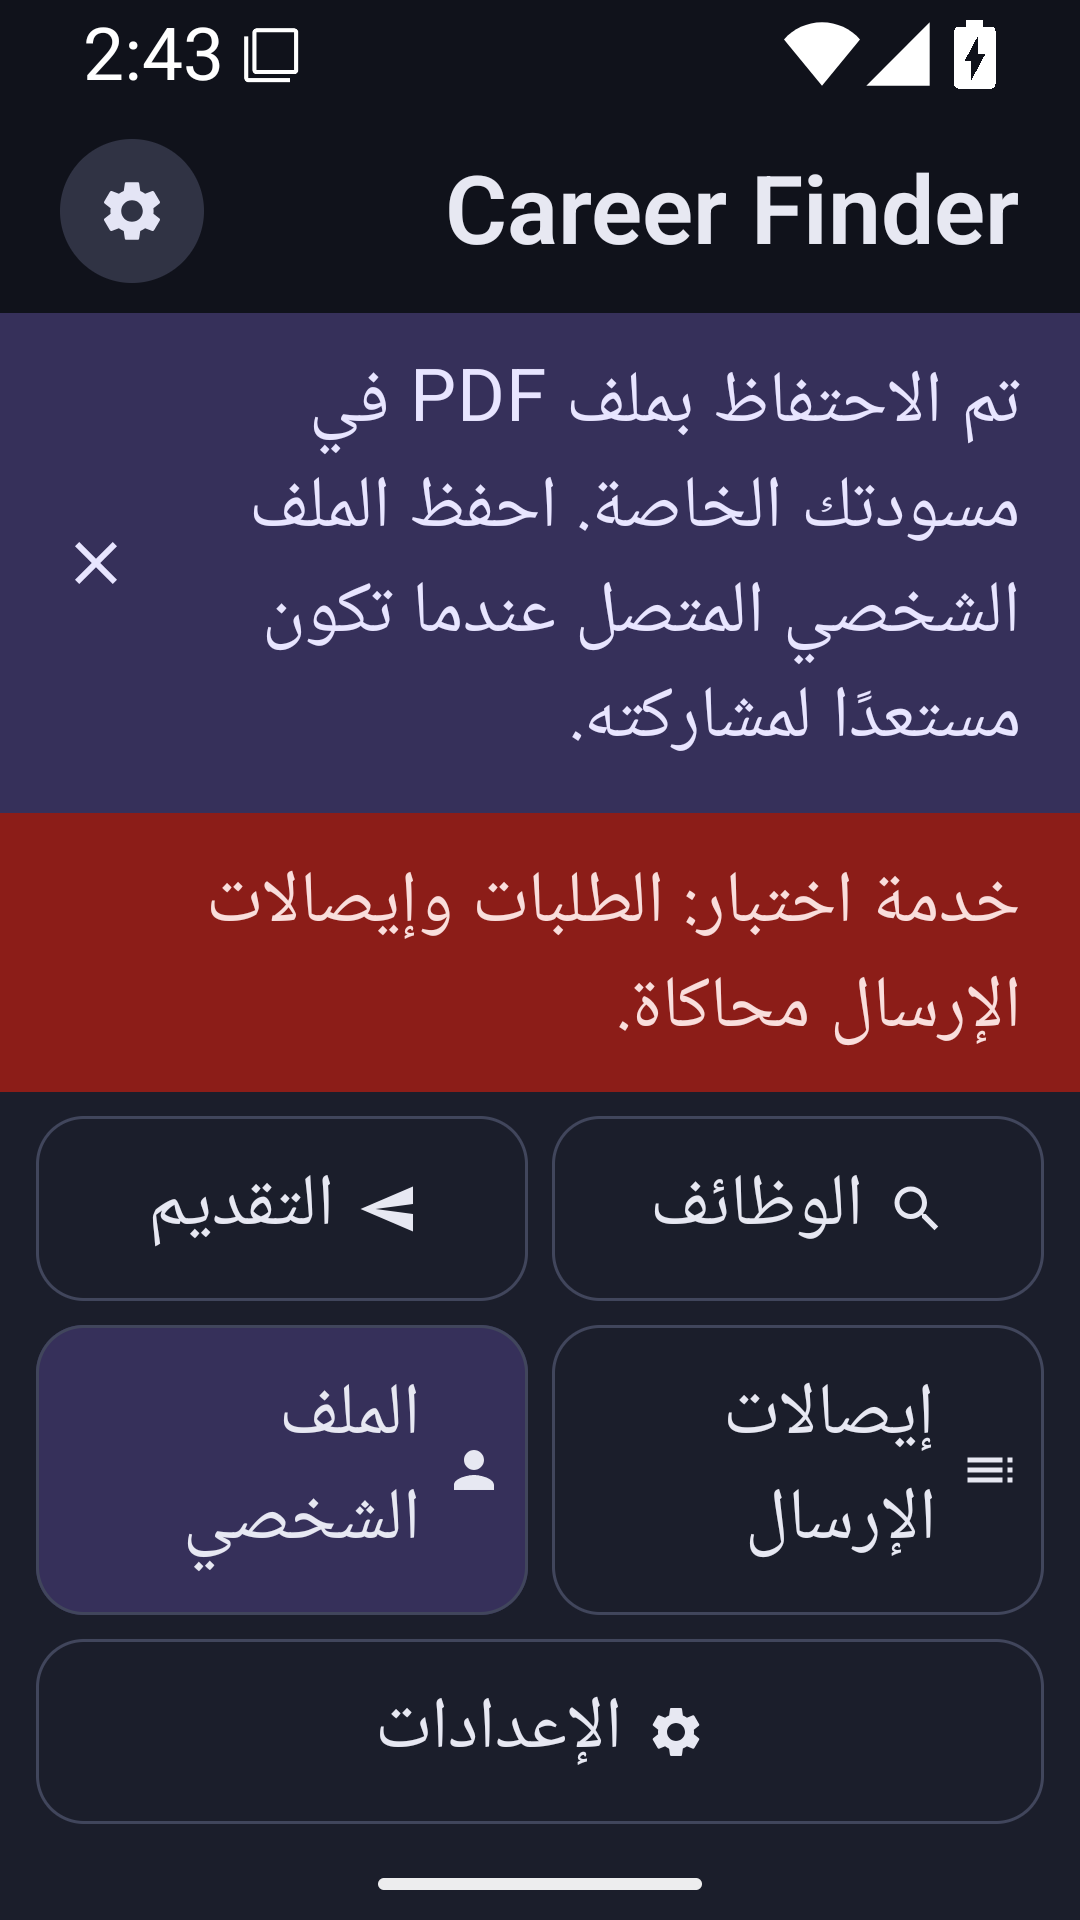 2:43
Career Finder
تم الاحتفاظ بملف PDF في
مسودتك الخاصة. احفظ الملف
الشخصي المتصل عندما تكون
مستعدًا لمشاركته.
خدمة اختبار: الطلبات وإيصالات
الإرسال محاكاة.
الوظائف
التقديم
إيصالات
الإرسال
الملف
الشخصي
الإعدادات